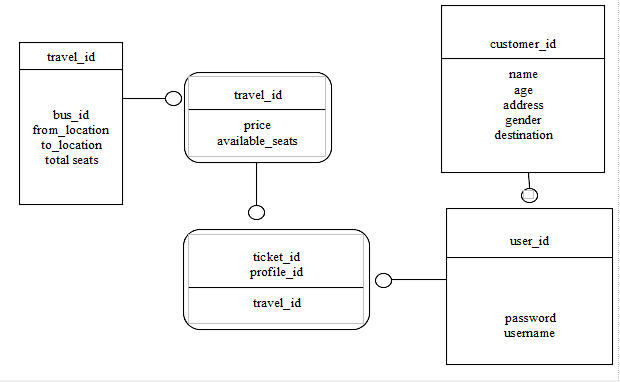 travel_id
bus_id
from_location
to_location
total seats
travel_id
price
available_seats
customer_id
name
age
address
gender
destination
ticket_id
profile_id
travel_id
user_id
password
username